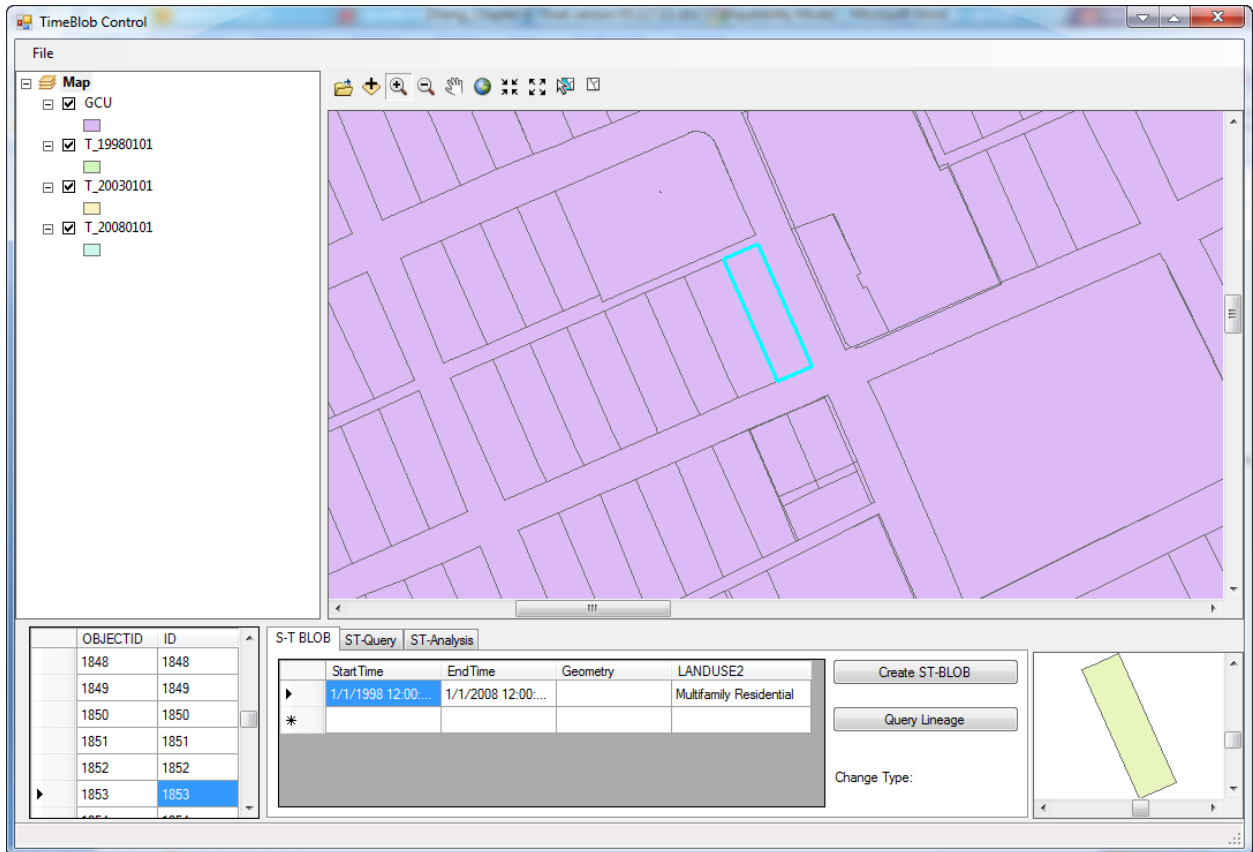 TimeBlob Control
File
Map
GCU
T_19980101
T_20030101
T_20080101
OBJECTID ID
1848 1848
1849 1849
1850 1850
1851 1851
1852 1852
1853 1853
S-T BLOB ST-Query ST-Analysis
StartTime EndTime Geometry LANDUSE2
1/1/1998 12:00:... 1/1/2008 12:00:... Multifamily Residential
Create ST-BLOB
Query Lineage
Change Type: